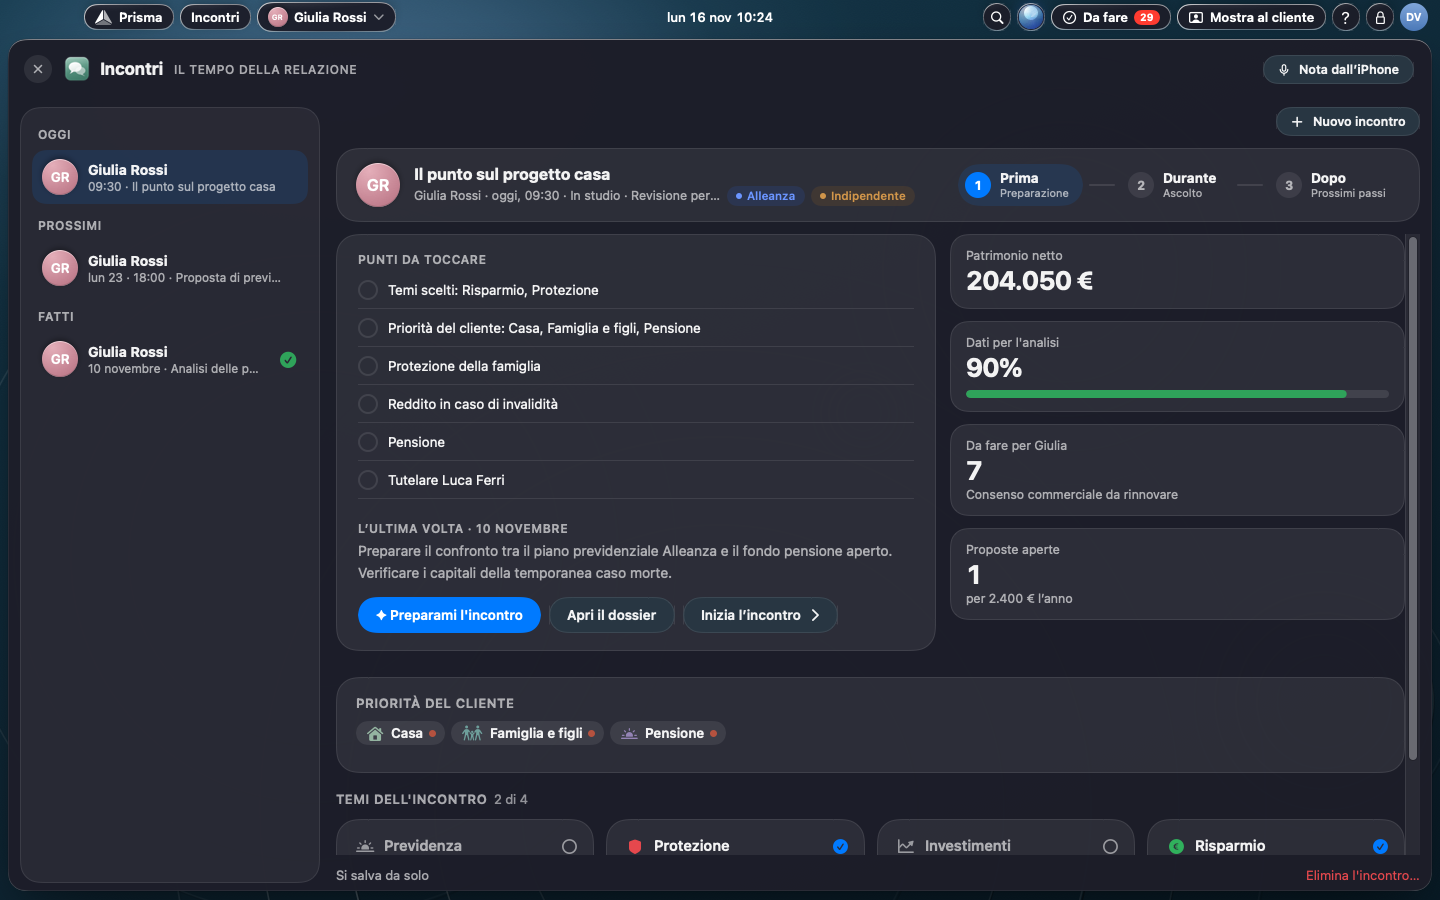 Prisma
Incontri
GR Giulia Rossi
lun 16 nov 10:24
Da fare 29
Mostra al cliente
?
DV
Incontri IL TEMPO DELLA RELAZIONE
Nota dall'iPhone
Nuovo incontro
OGGI
GR
Giulia Rossi
09:30 · Il punto sul progetto casa
PROSSIMI
GR
Giulia Rossi
lun 23 · 18:00 · Proposta di previ...
FATTI
GR
Giulia Rossi
10 novembre · Analisi delle p...
GR
Il punto sul progetto casa
Giulia Rossi · oggi, 09:30 · In studio · Revisione per...
Alleanza
Indipendente
1
Prima
Preparazione
2
Durante
Ascolto
3
Dopo
Prossimi passi
PUNTI DA TOCCARE
Temi scelti: Risparmio, Protezione
Priorità del cliente: Casa, Famiglia e figli, Pensione
Protezione della famiglia
Reddito in caso di invalidità
Pensione
Tutelare Luca Ferri
L'ULTIMA VOLTA · 10 NOVEMBRE
Preparare il confronto tra il piano previdenziale Alleanza e il fondo pensione aperto.
Verificare i capitali della temporanea caso morte.
Preparami l'incontro
Apri il dossier
Inizia l'incontro
Patrimonio netto
204.050 €
Dati per l'analisi
90%
Da fare per Giulia
7
Consenso commerciale da rinnovare
Proposte aperte
1
per 2.400 € l'anno
PRIORITÀ DEL CLIENTE
Casa
Famiglia e figli
Pensione
TEMI DELL'INCONTRO 2 di 4
Previdenza
Protezione
Investimenti
€ Risparmio
Si salva da solo
Elimina l'incontro...